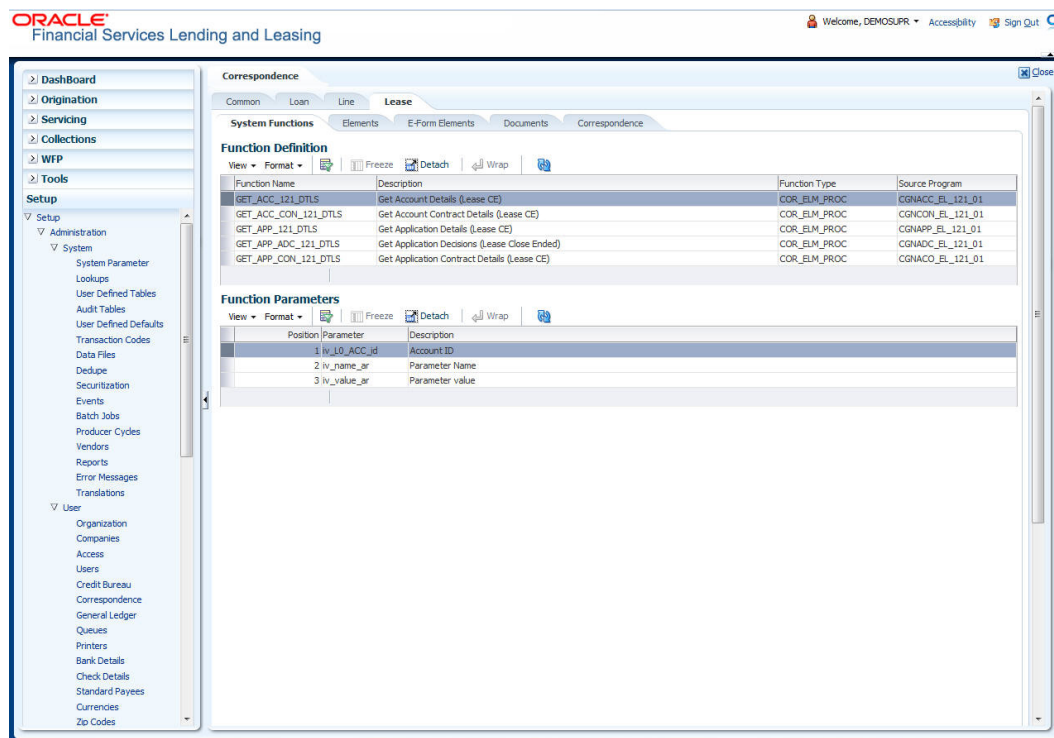 ORACLE
Financial Services Lending and Leasing
Welcome, DEMOSUPR Accessibility Sign Out
Close
DashBoard
Origination
Servicing
Collections
WFP
Tools
Setup
Setup
Administration
System
System Parameter
Lookups
User Defined Tables
Audit Tables
User Defined Defaults
Transaction Codes
Data Files
Dedupe
Securitization
Events
Batch Jobs
Producer Cycles
Vendors
Reports
Error Messages
Translations
User
Organization
Companies
Access
Users
Credit Bureau
Correspondence
General Ledger
Queues
Printers
Bank Details
Check Details
Standard Payees
Currencies
Zip Codes
Correspondence
Common Loan Line Lease
System Functions Elements E-Form Elements Documents Correspondence
Function Definition
View Format Freeze Detach Wrap
Function Name Description Function Type Source Program
GET_ACC_121_DTLS Get Account Details (Lease CE) COR_ELM_PROC CGNACC_EL_121_01
GET_ACC_CON_121_DTLS Get Account Contract Details (Lease CE) COR_ELM_PROC CGNCON_EL_121_01
GET_APP_121_DTLS Get Application Details (Lease CE) COR_ELM_PROC CGNAPP_EL_121_01
GET_APP_ADC_121_DTLS Get Application Decisions (Lease Close Ended) COR_ELM_PROC CGNADC_EL_121_01
GET_APP_CON_121_DTLS Get Application Contract Details (Lease CE) COR_ELM_PROC CGNACO_EL_121_01
Function Parameters
View Format Freeze Detach Wrap
Position Parameter Description
1 iv_L0_ACC_id Account ID
2 iv_name_ar Parameter Name
3 iv_value_ar Parameter value